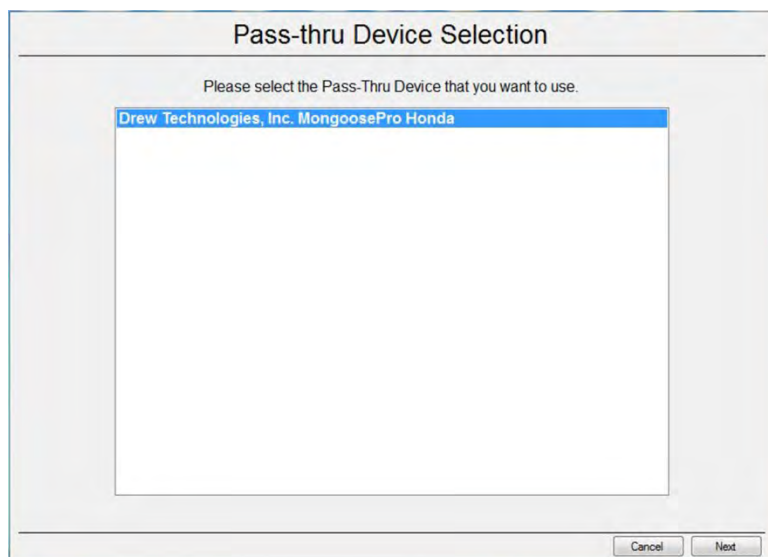 Pass-thru Device Selection
Please select the Pass-Thru Device that you want to use.
Drew Technologies, Inc. MongoosePro Honda
Cancel
Next